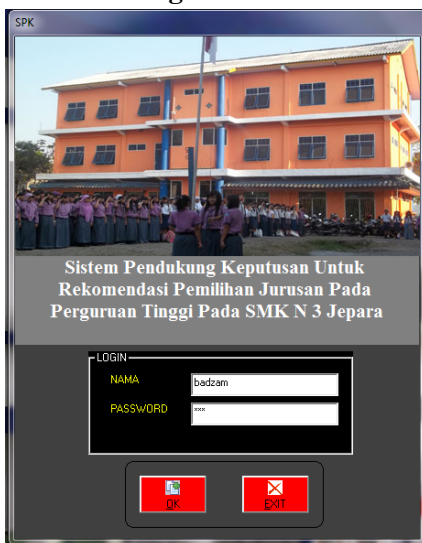 SPK
Sistem Pendukung Keputusan Untuk
Rekomendasi Pemilihan Jurusan Pada
Perguruan Tinggi Pada SMK N 3 Jepara
LOGIN
NAMA
badzam
PASSWORD
***
OK
EXIT